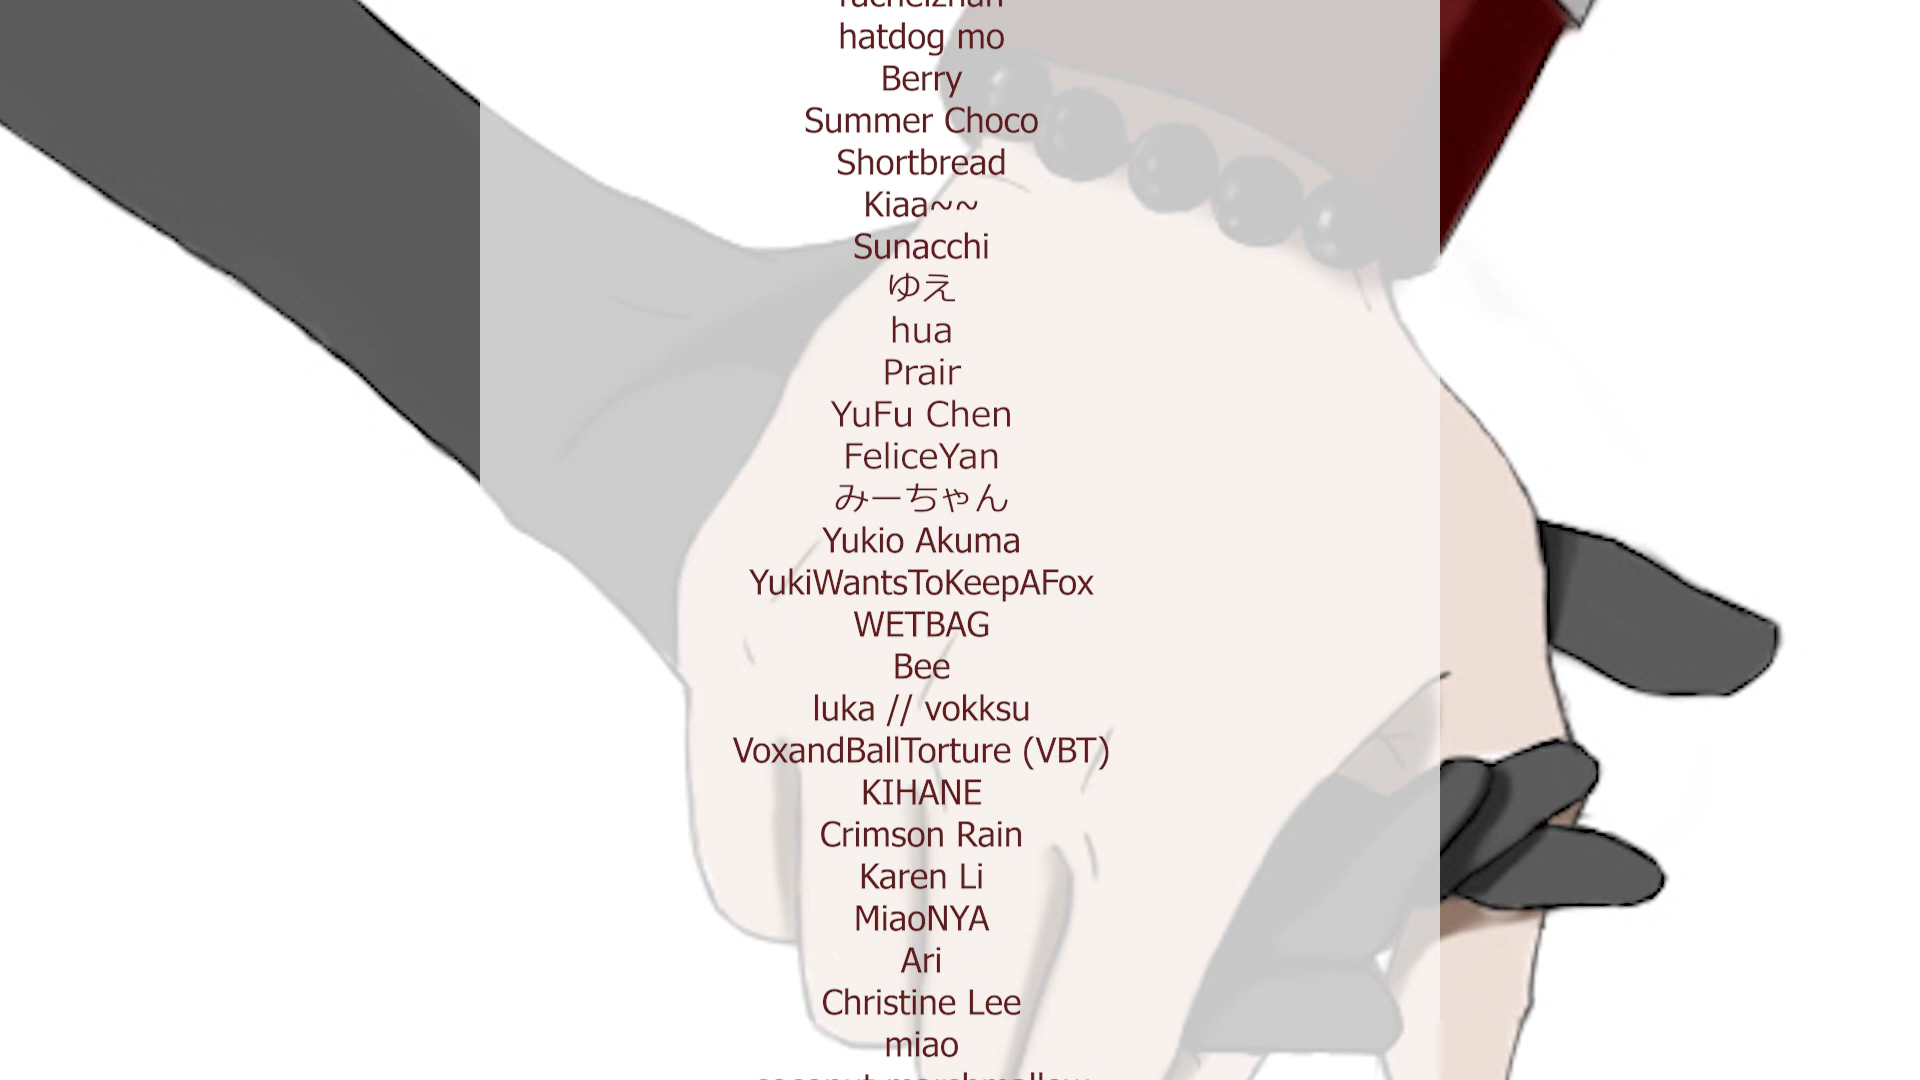 hatdog mo
Berry
Summer Choco
Shortbread
Kiaa~~
Sunacchi
ゆえ
hua
Prair
YuFu Chen
FeliceYan
みーちゃん
Yukio Akuma
YukiWantsToKeepAFox
WETBAG
Bee
luka // vokksu
VoxandBallTorture (VBT)
KIHANE
Crimson Rain
Karen Li
MiaoNYA
Ari
Christine Lee
miao
coconut marshmallow